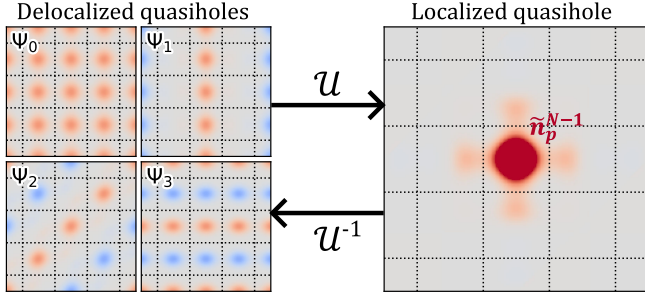 Delocalized quasiholes
Localized quasihole
Ψ₀
Ψ₁
𝒰
ñₚᴺ⁻¹
Ψ₂
Ψ₃
𝒰⁻¹